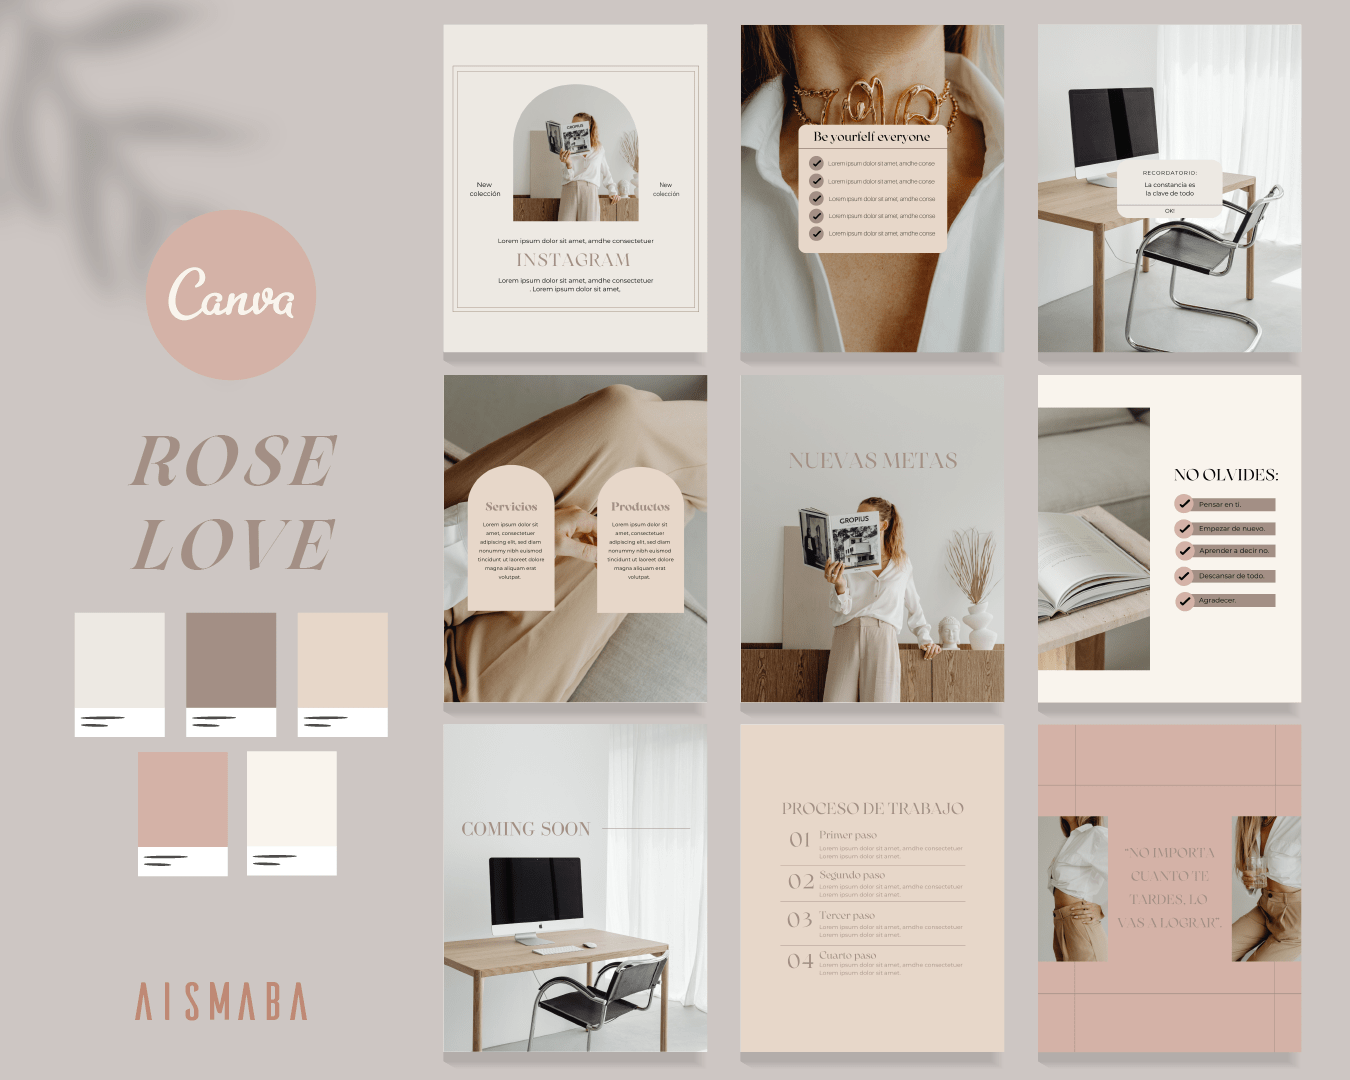 Canva
ROSE
LOVE
AISMABA
New
colección
GROPIUS
New
colección
Lorem ipsum dolor sit amet, amdhe consectetuer
INSTAGRAM
Lorem ipsum dolor sit amet, amdhe consectetuer
. Lorem ipsum dolor sit amet,
Be yourself everyone
Lorem ipsum dolor sit amet, amdhe conse
Lorem ipsum dolor sit amet, amdhe conse
Lorem ipsum dolor sit amet, amdhe conse
Lorem ipsum dolor sit amet, amdhe conse
Lorem ipsum dolor sit amet, amdhe conse
RECORDATORIO:
La constancia es
la clave de todo
OK!
Servicios
Lorem ipsum dolor sit
amet, consectetuer
adipiscing elit, sed diam
nonummy nibh euismod
tincidunt ut laoreet dolore
magna aliquam erat
volutpat.
Productos
Lorem ipsum dolor sit
amet, consectetuer
adipiscing elit, sed diam
nonummy nibh euismod
tincidunt ut laoreet dolore
magna aliquam erat
volutpat.
NUEVAS METAS
GROPIUS
NO OLVIDES:
Pensar en ti.
Empezar de nuevo.
Aprender a decir no.
Descansar de todo.
Agradecer.
COMING SOON
PROCESO DE TRABAJO
01 Primer paso
Lorem ipsum dolor sit amet, amdhe consectetuer
Lorem ipsum dolor sit amet.
02 Segundo paso
Lorem ipsum dolor sit amet, amdhe consectetuer
Lorem ipsum dolor sit amet.
03 Tercer paso
Lorem ipsum dolor sit amet, amdhe consectetuer
Lorem ipsum dolor sit amet.
04 Cuarto paso
Lorem ipsum dolor sit amet, amdhe consectetuer
Lorem ipsum dolor sit amet.
"NO IMPORTA
CUANTO TE
TARDES, LO
VAS A LOGRAR".